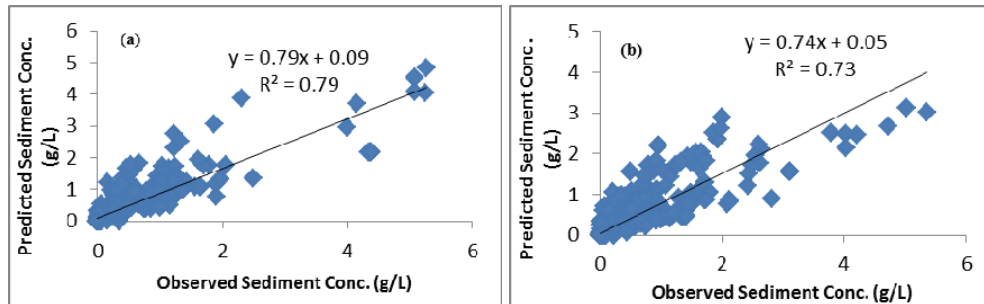 (a)
y = 0.79x + 0.09
R² = 0.79
Predicted Sediment Conc.
(g/L)
6
5
4
3
2
1
0
0 2 4 6
Observed Sediment Conc. (g/L)
(b)
y = 0.74x + 0.05
R² = 0.73
Predicted Sediment Conc.
(g/L)
5
4
3
2
1
0
0 2 4 6
Observed Sediment Conc. (g/L)